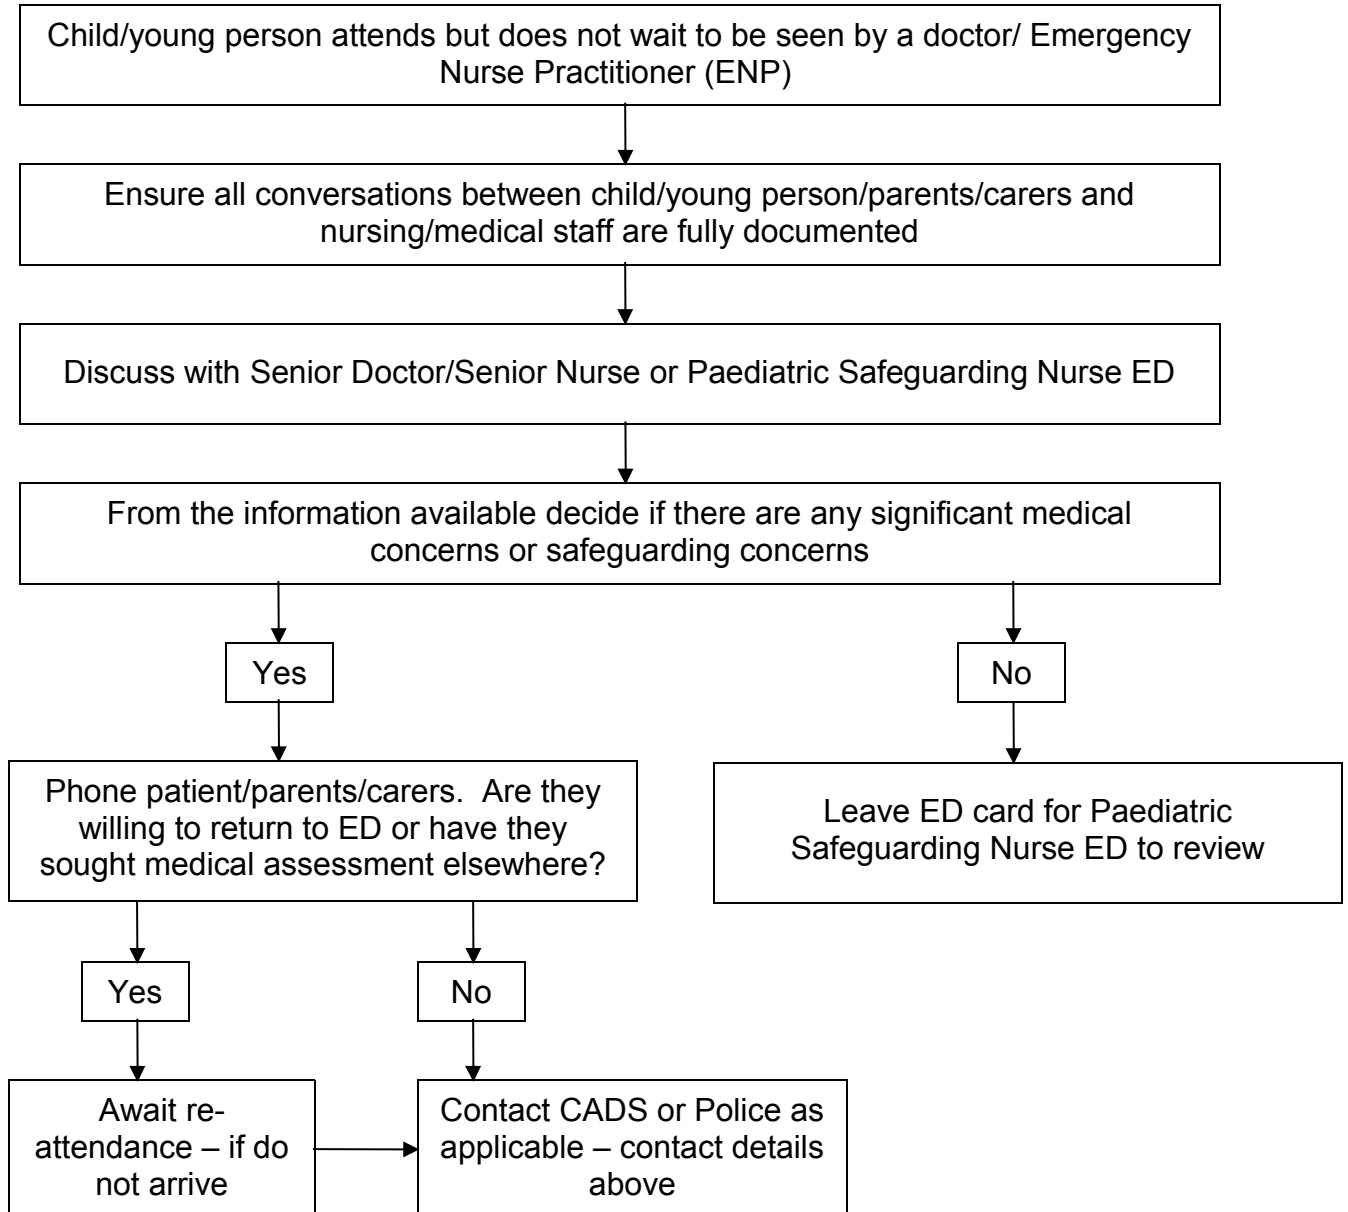 Child/young person attends but does not wait to be seen by a doctor/ Emergency
Nurse Practitioner (ENP)
Ensure all conversations between child/young person/parents/carers and
nursing/medical staff are fully documented
Discuss with Senior Doctor/Senior Nurse or Paediatric Safeguarding Nurse ED
From the information available decide if there are any significant medical
concerns or safeguarding concerns
Yes
No
Phone patient/parents/carers.  Are they
willing to return to ED or have they
sought medical assessment elsewhere?
Leave ED card for Paediatric
Safeguarding Nurse ED to review
Yes
No
Await re-
attendance – if do
not arrive
Contact CADS or Police as
applicable – contact details
above